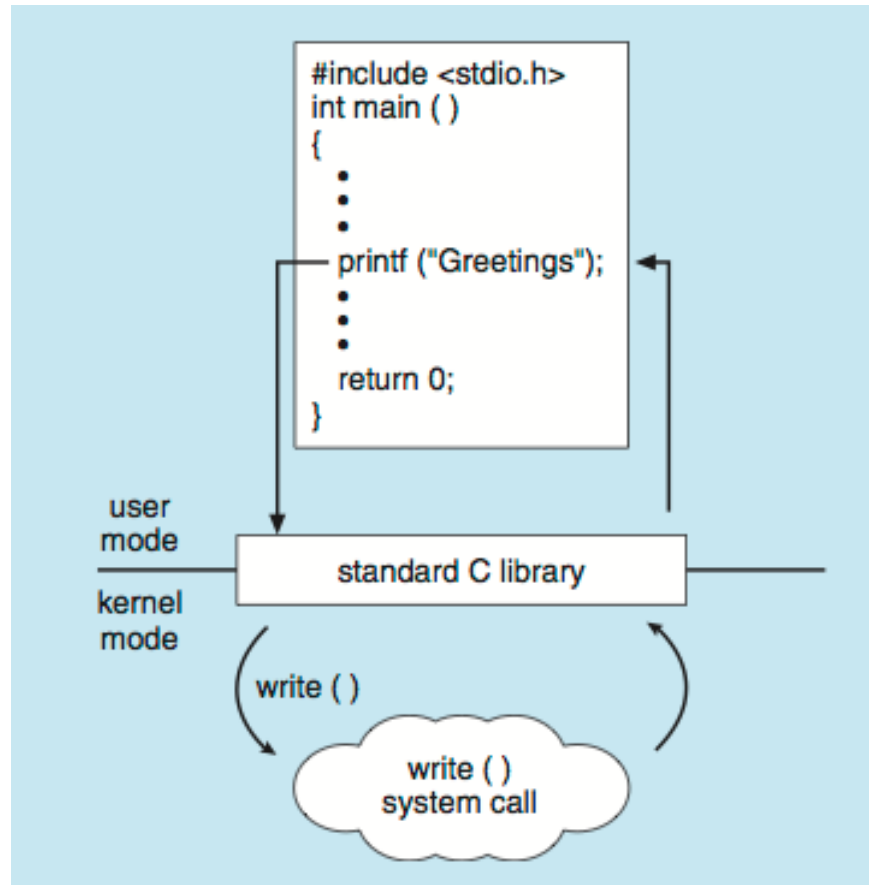 #include <stdio.h>
int main ( )
{
•
•
•
printf ("Greetings");
•
•
•
return 0;
}
user
mode
standard C library
kernel
mode
write ( )
write ( )
system call